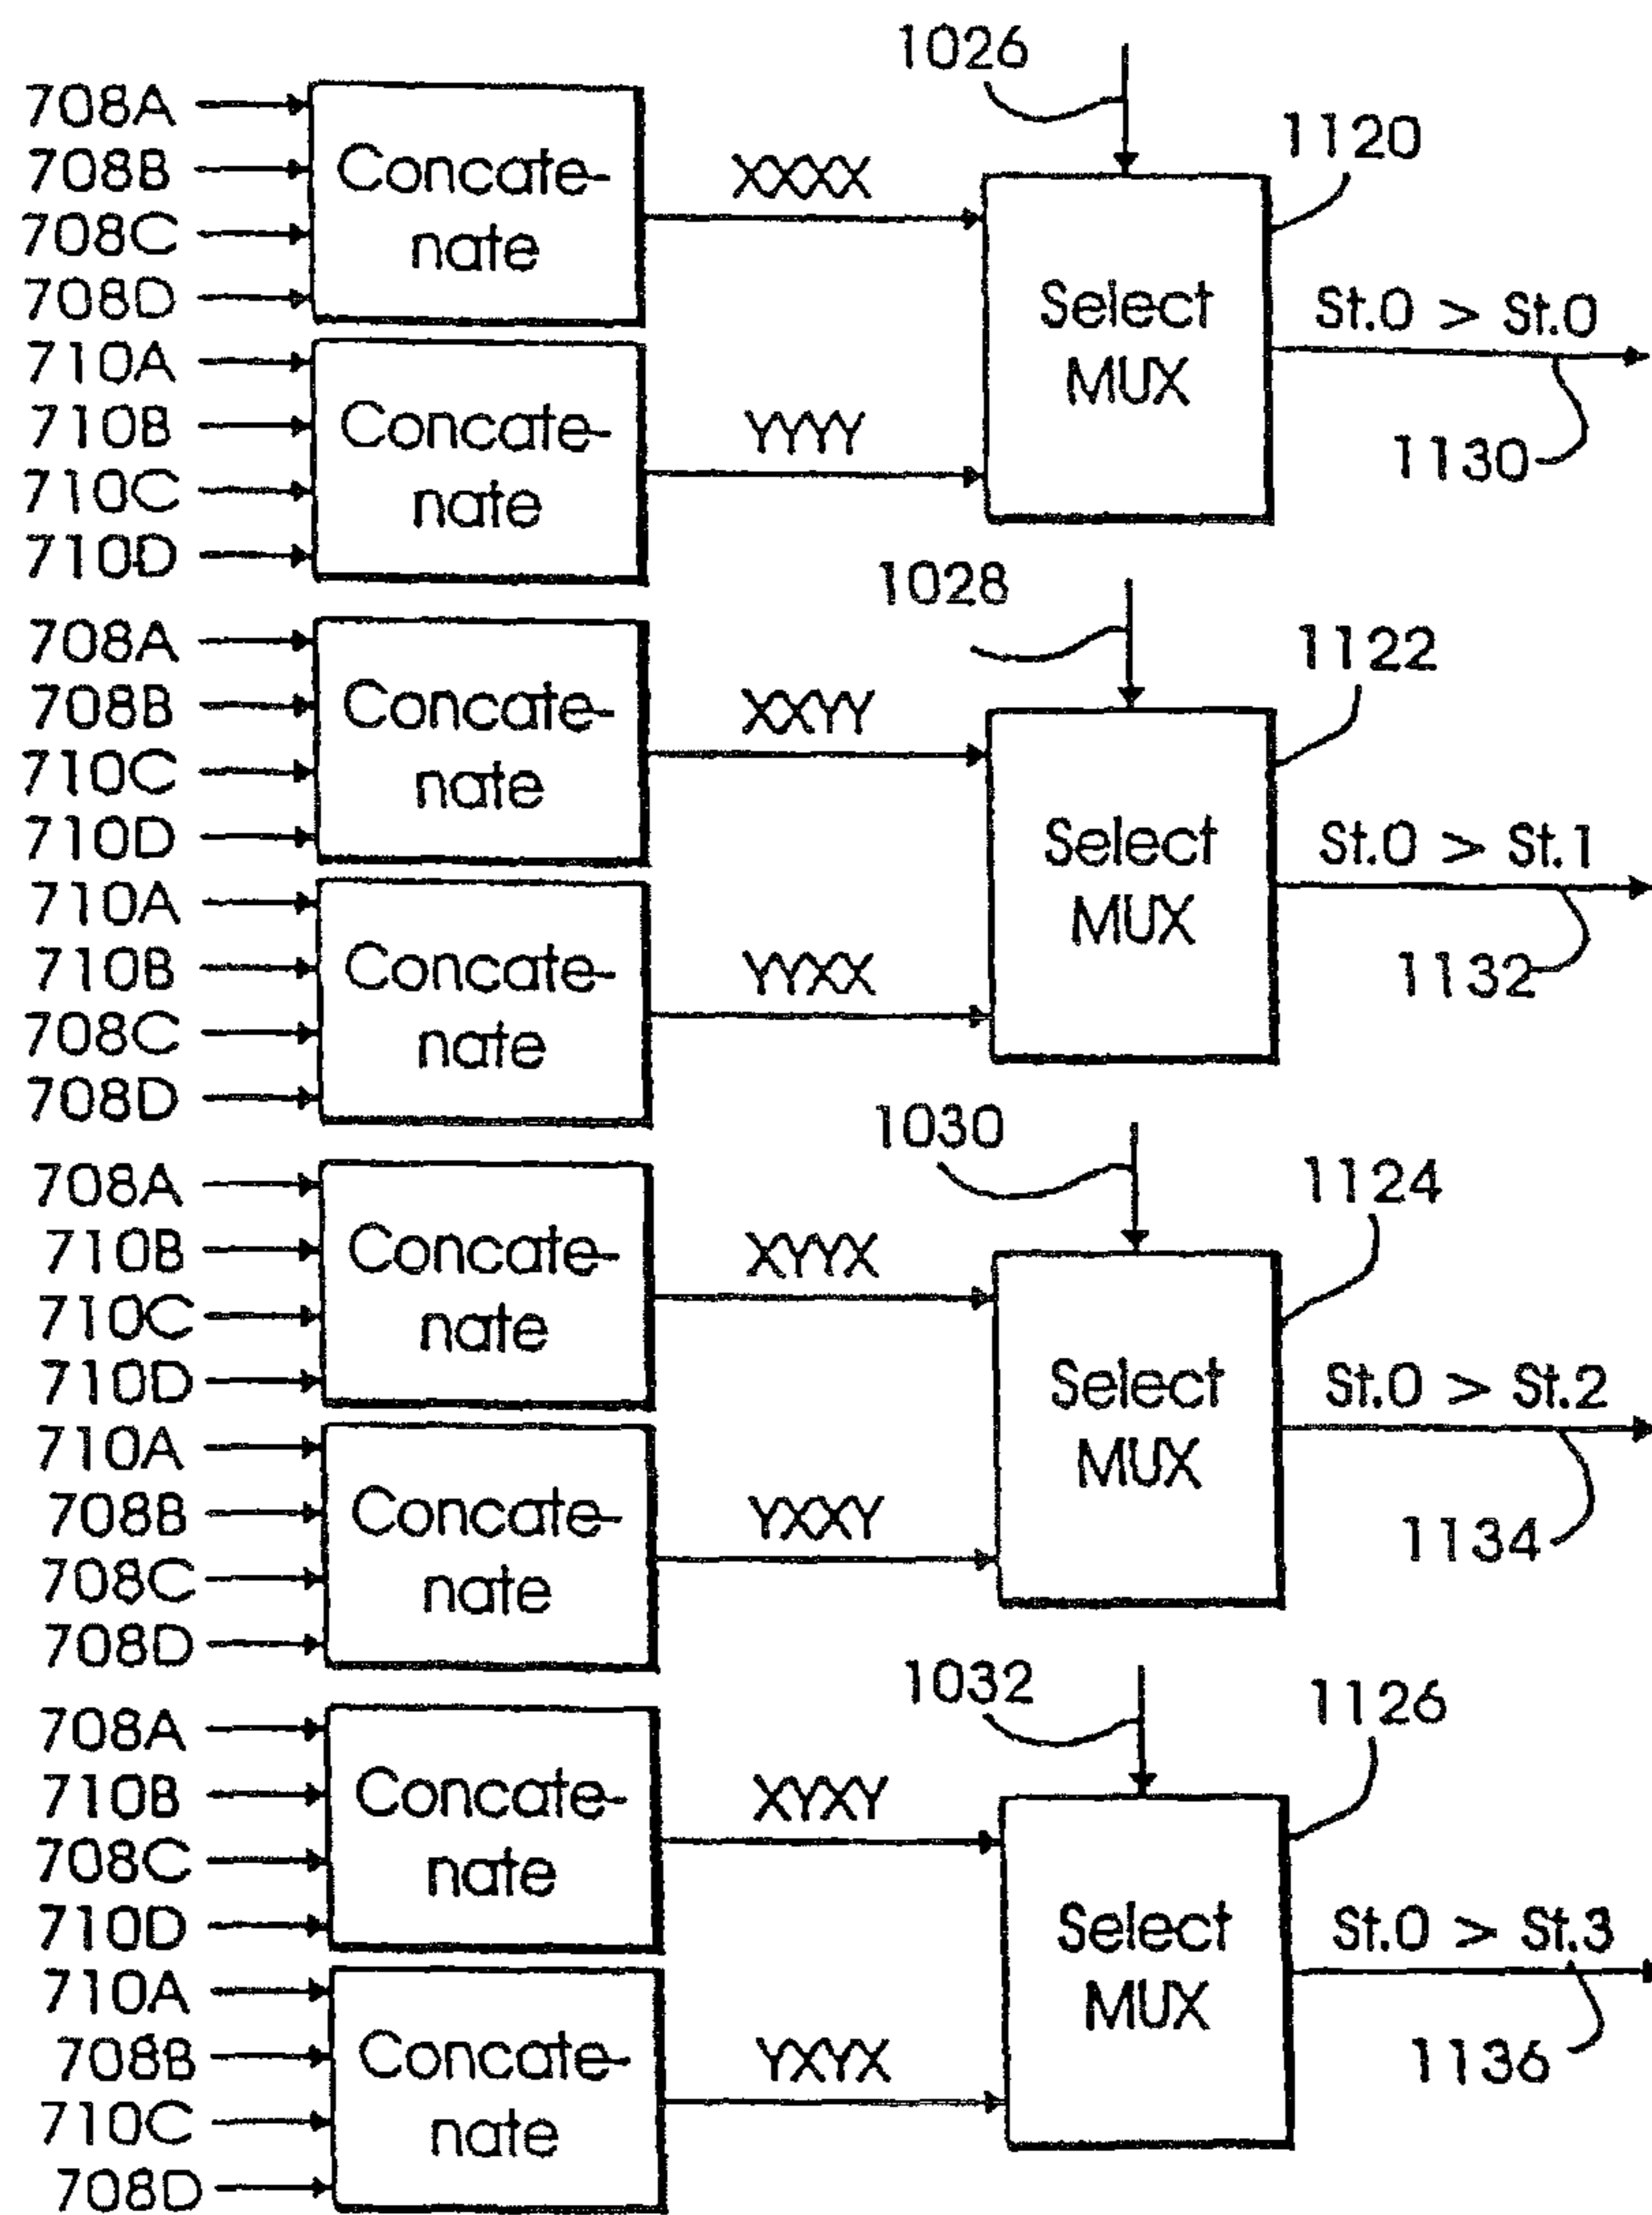 1026
708A
708B
708C
708D
Concate-
nate
XXXX
1120
Select
MUX
St.0 > St.0
1130
710A
710B
710C
710D
Concate-
nate
YYYY
1028
708A
708B
710C
710D
Concate-
nate
XXYY
1122
Select
MUX
St.0 > St.1
1132
710A
710B
708C
708D
Concate-
nate
YYXX
1030
708A
710B
710C
710D
Concate-
nate
XYYX
1124
Select
MUX
St.0 > St.2
1134
710A
708B
708C
708D
Concate-
nate
YXXY
1032
708A
710B
708C
710D
Concate-
nate
XYXY
1126
Select
MUX
St.0 > St.3
1136
710A
708B
710C
708D
Concate-
nate
YXYX